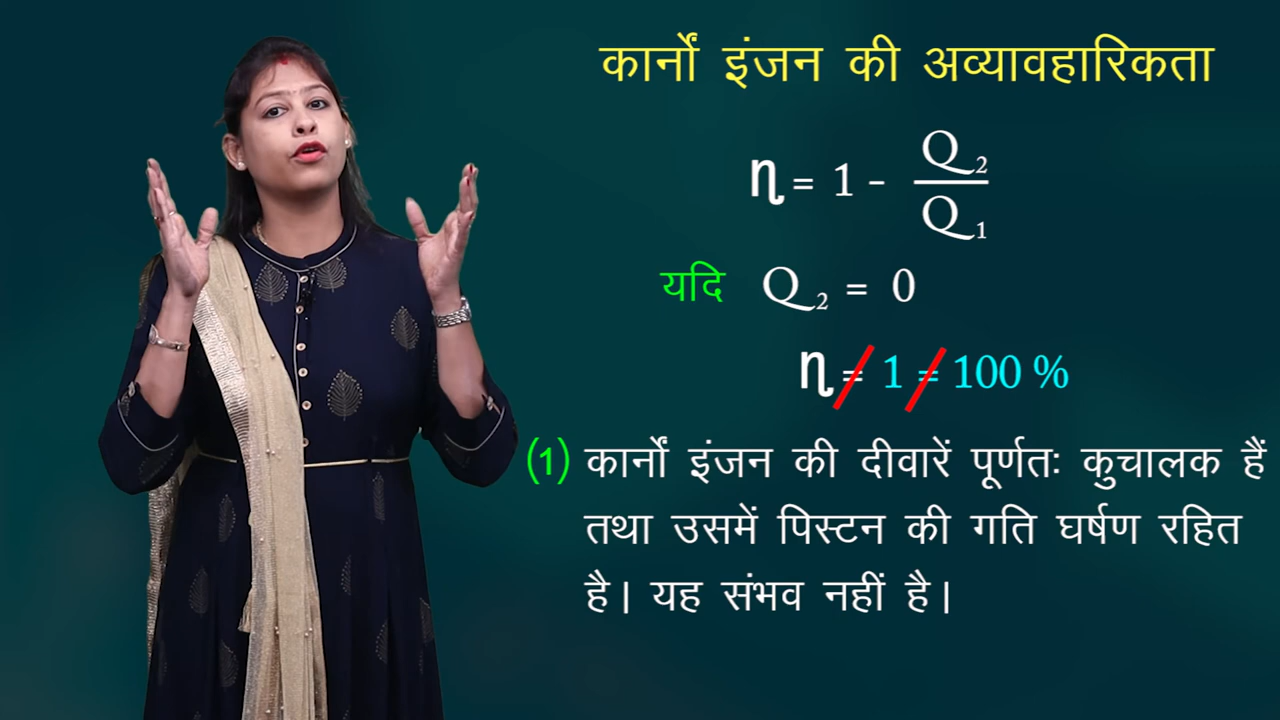 कार्नो इंजन की अव्यावहारिकता
η = 1 - Q₂/Q₁
यदि Q₂ = 0
η ≠ 1 ≠ 100 %
(1) कार्नो इंजन की दीवारें पूर्णतः कुचालक हैं
तथा उसमें पिस्टन की गति घर्षण रहित
है। यह संभव नहीं है।